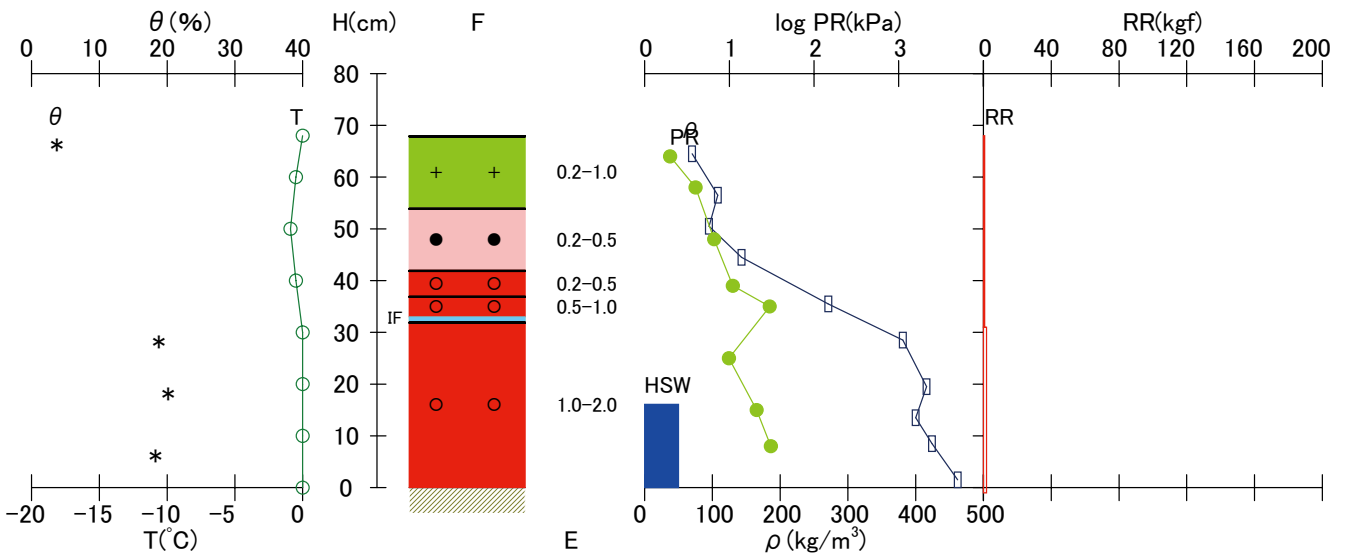 θ(%) H(cm) F log PR(kPa) RR(kgf)
0 10 20 30 40 0 1 2 3 0 40 80 120 160 200
80
θ T 70 ρ PR RR
* + + 0.2-1.0
60
50
0.2-0.5
40 0.2-0.5
0.5-1.0
IF
* 30
* 20 HSW
1.0-2.0
10
*
0
-20 -15 -10 -5 0 0 100 200 300 400 500
T(°C) E ρ(kg/m³)